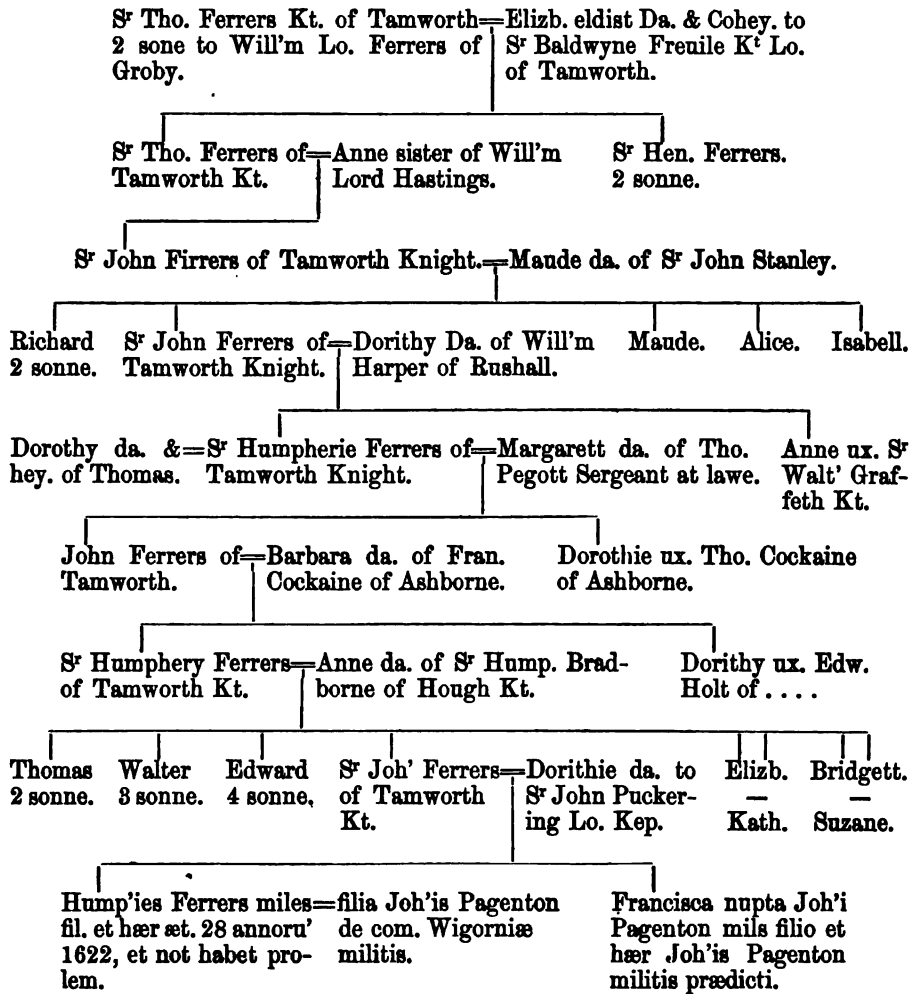 Sʳ Tho. Ferrers Kt. of Tamworth=Elizb. eldist Da. & Cohey. to
2 sone to Will'm Lo. Ferrers of Sʳ Baldwyne Freuile Kᵗ Lo.
Groby. of Tamworth.
Sʳ Tho. Ferrers of=Anne sister of Will'm Sʳ Hen. Ferrers.
Tamworth Kt. Lord Hastings. 2 sonne.
Sʳ John Firrers of Tamworth Knight.=Maude da. of Sʳ John Stanley.
Richard Sʳ John Ferrers of=Dorithy Da. of Will'm Maude. Alice. Isabell.
2 sonne. Tamworth Knight. Harper of Rushall.
Dorothy da. &=Sʳ Humpherie Ferrers of=Margarett da. of Tho. Anne ux. Sʳ
hey. of Thomas. Tamworth Knight. Pegott Sergeant at lawe. Walt' Graf-
feth Kt.
John Ferrers of=Barbara da. of Fran. Dorothie ux. Tho. Cockaine
Tamworth. Cockaine of Ashborne. of Ashborne.
Sʳ Humphery Ferrers=Anne da. of Sʳ Hump. Brad- Dorithy ux. Edw.
of Tamworth Kt. borne of Hough Kt. Holt of . . . .
Thomas Walter Edward Sʳ Joh' Ferrers=Dorithie da. to Elizb. Bridgett.
2 sonne. 3 sonne. 4 sonne. of Tamworth Sʳ John Pucker- — —
Kt. ing Lo. Kep. Kath. Suzane.
Hump'ies Ferrers miles=filia Joh'is Pagenton Francisca nupta Joh'i
fil. et hær æt. 28 annoru' de com. Wigorniæ Pagenton mils filio et
1622, et not habet pro- militis. hær Joh'is Pagenton
lem. militis prædicti.